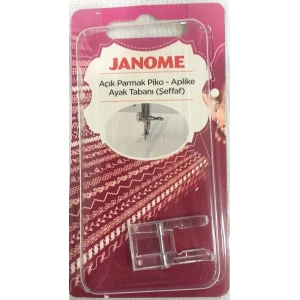 JANOME
Açık Parmak Piko - Aplike
Ayak Tabanı (Şeffaf)